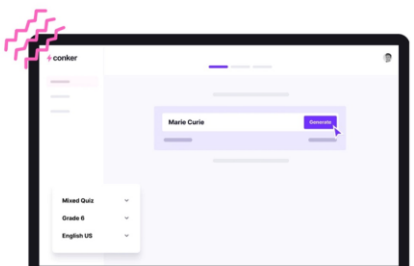 conker
Marie Curie
Generate
Mixed Quiz
Grade 6
English US